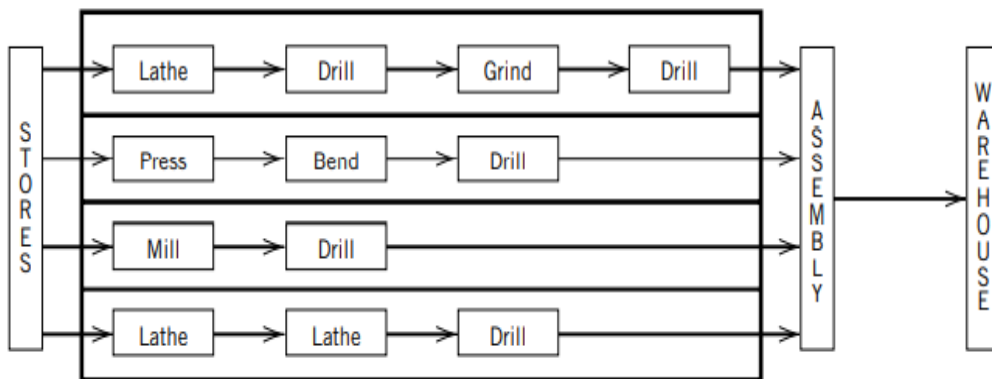 STORES
Lathe Drill Grind Drill
Press Bend Drill
Mill Drill
Lathe Lathe Drill
ASSEMBLY
WAREHOUSE